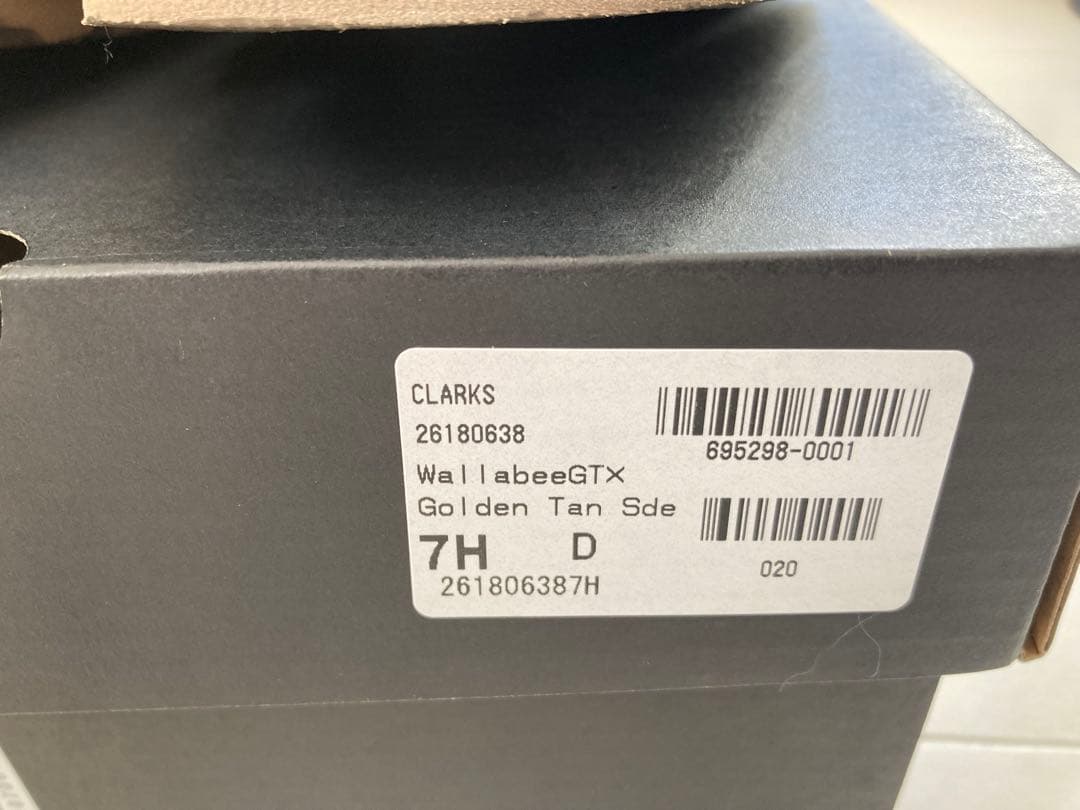 CLARKS
26180638
WallabeeGTX
Golden Tan Sde
7H D
261806387H
695298-0001
020